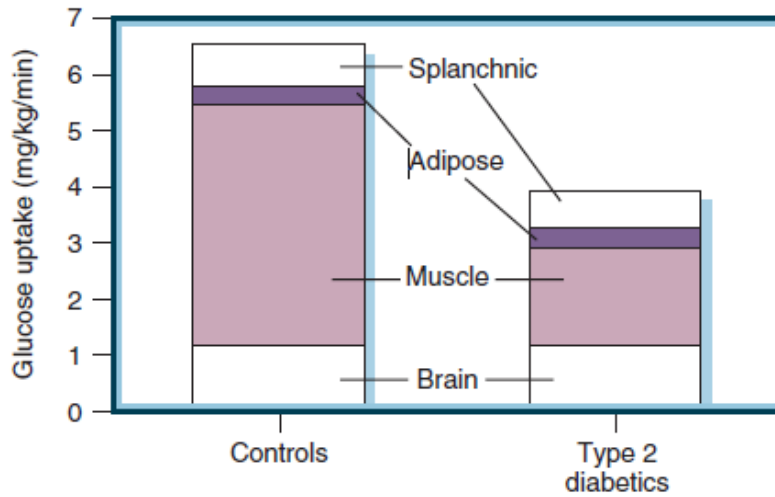 7
6
5
4
3
2
1
0
Glucose uptake (mg/kg/min)
Splanchnic
Adipose
Muscle
Brain
Controls
Type 2
diabetics